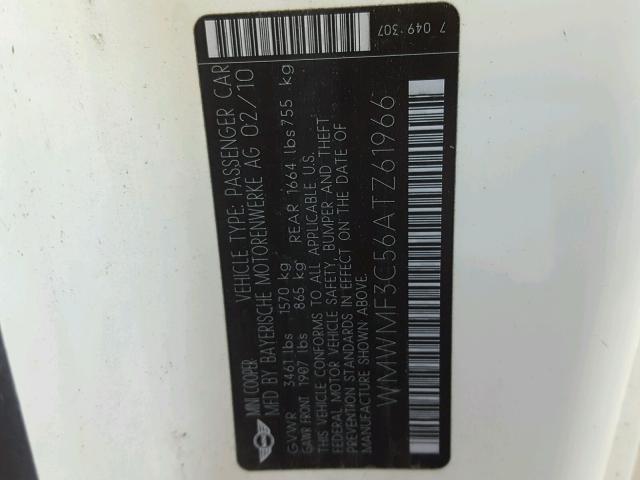 MINI COOPER VEHICLE TYPE: PASSENGER CAR
MFD BY BAYERISCHE MOTORENWERKE AG 02/10
GVWR 3461 lbs 1570 kg
GAWR FRONT 1907 lbs 865 kg REAR 1664 lbs 755 kg
THIS VEHICLE CONFORMS TO ALL APPLICABLE U.S.
FEDERAL MOTOR VEHICLE SAFETY, BUMPER AND THEFT
PREVENTION STANDARDS IN EFFECT ON THE DATE OF
MANUFACTURE SHOWN ABOVE.
WMWMF3C56ATZ61966
7 049 307